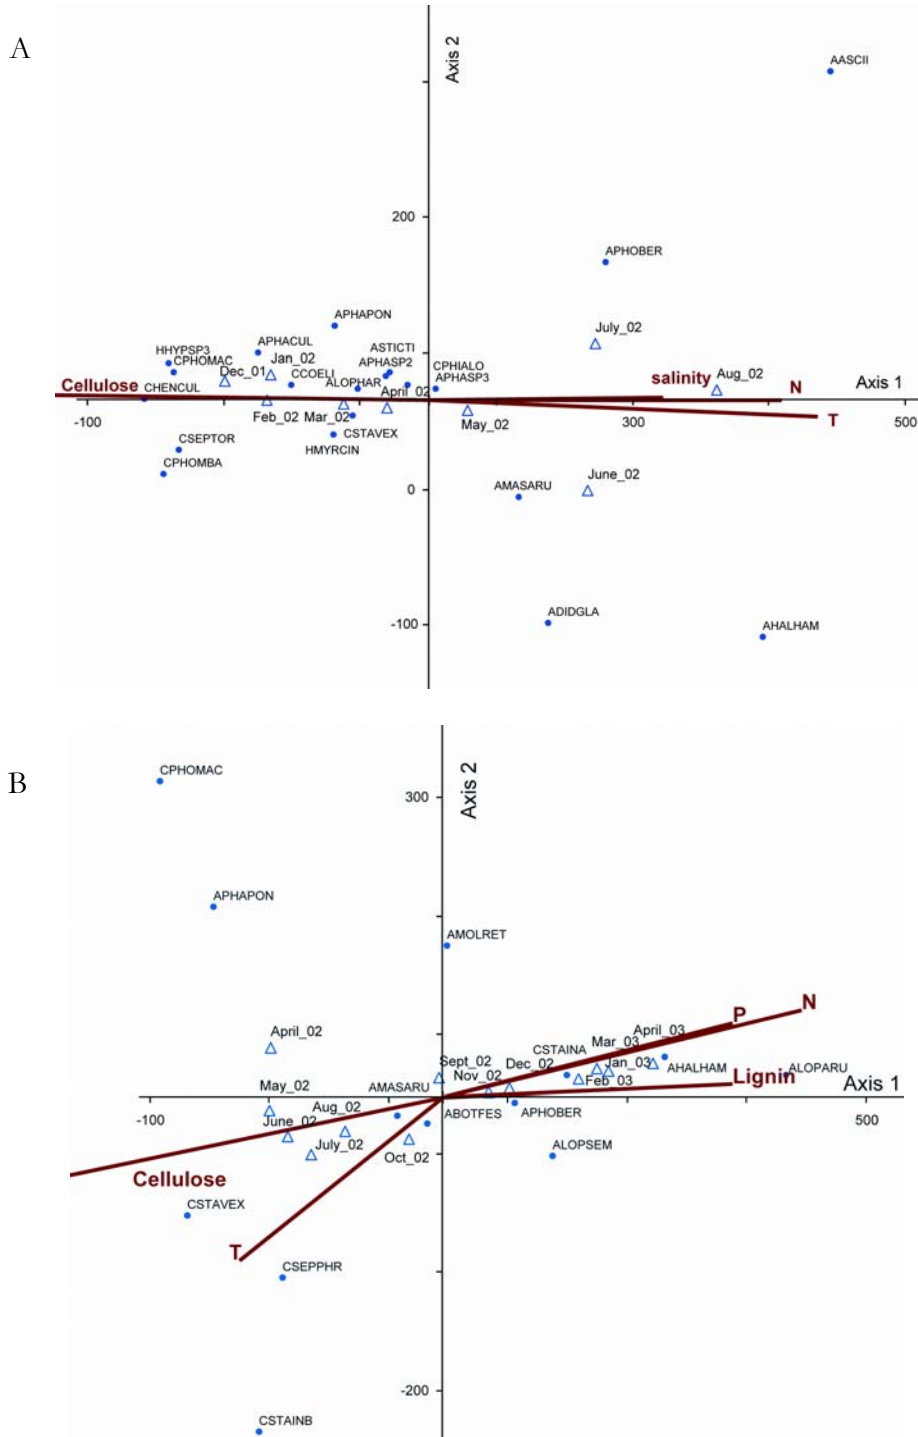 A
Axis 2
AASCII
200
APHOBER
APHAPON
July_02
ASTICTI
APHACUL
HHYPSP3
Jan_02
CPHOMAC
APHASP2
CPHIALO
Dec_01
CCOELI
salinity
Aug_02
Axis 1
Cellulose
CHENCUL
ALOPHAR
APHASP3
April_02
N
-100
Feb_02
Mar_02
300
500
T
May_02
CSTAVEX
CSEPTOR
HMYRCIN
CPHOMBA
June_02
AMASARU
0
ADIDGLA
-100
AHALHAM
B
CPHOMAC
Axis 2
300
APHAPON
AMOLRET
N
P
April_02
April_03
Mar_03
CSTAINA
Sept_02
Dec_02
Jan_03
AHALHAM
ALOPARU
Nov_02
Feb_03
Lignin
Axis 1
May_02
AMASARU
-100
Aug_02
ABOTFES
APHOBER
500
June_02
July_02
Oct_02
ALOPSEM
Cellulose
CSTAVEX
T
CSEPPHR
-200
CSTAINB